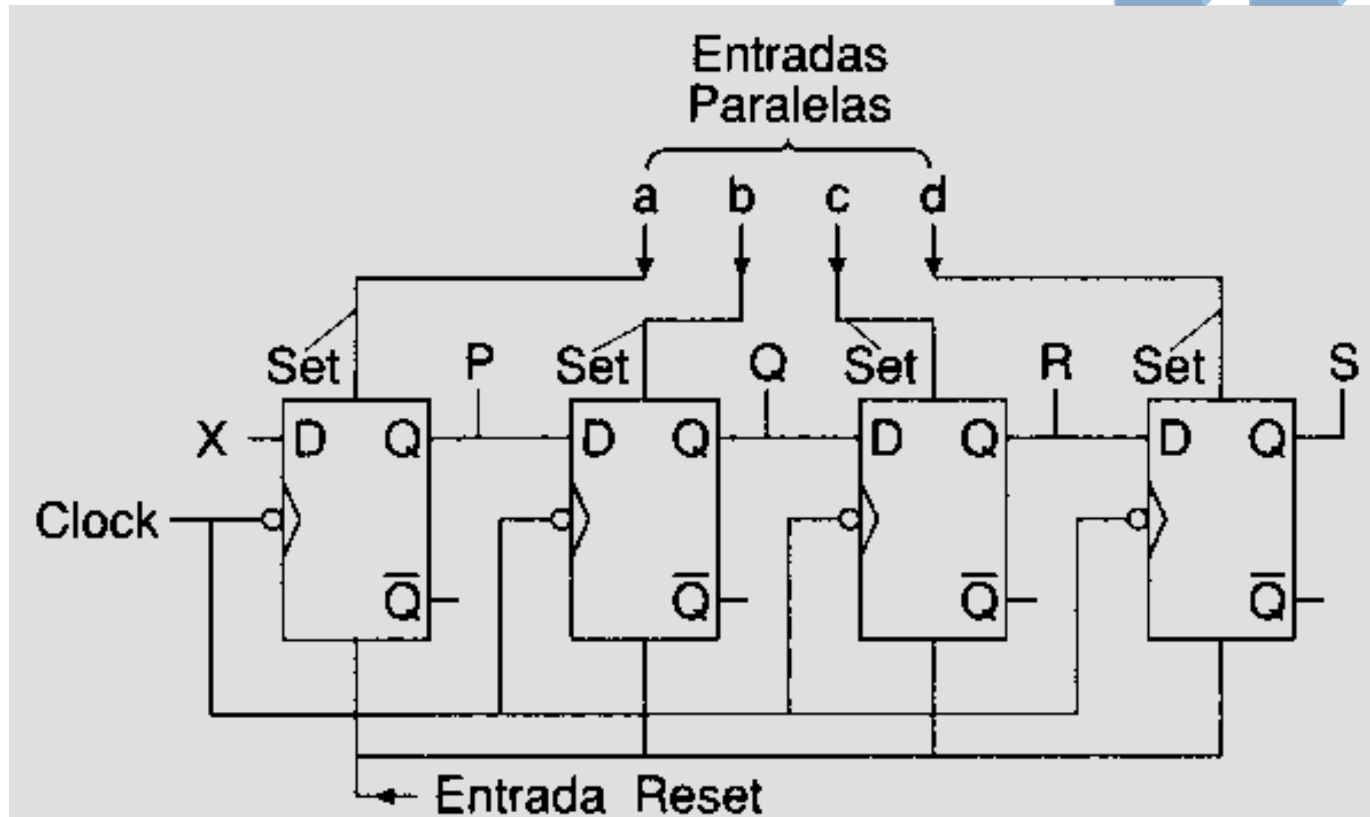 Entradas
Paralelas
a b c d
Set P Set Q Set R Set S
X D Q D Q D Q D Q
Clock
Q̅ Q̅ Q̅ Q̅
Entrada Reset